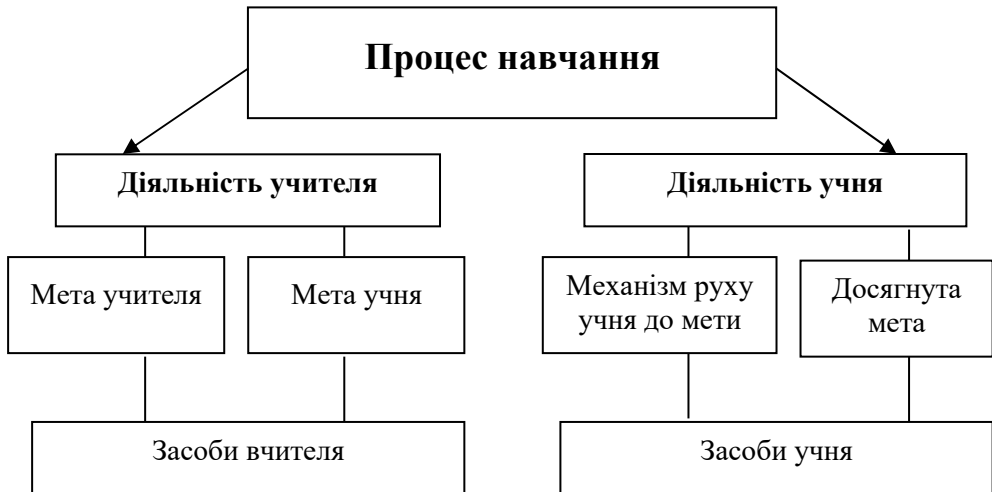 Процес навчання
Діяльність учителя
Діяльність учня
Мета учителя
Мета учня
Механізм руху
учня до мети
Досягнута
мета
Засоби вчителя
Засоби учня